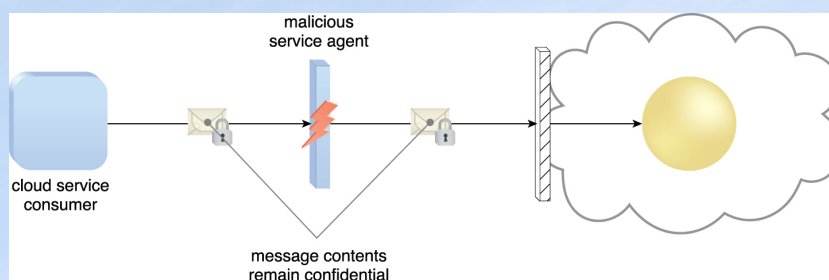 malicious
service agent
cloud service
consumer
message contents
remain confidential